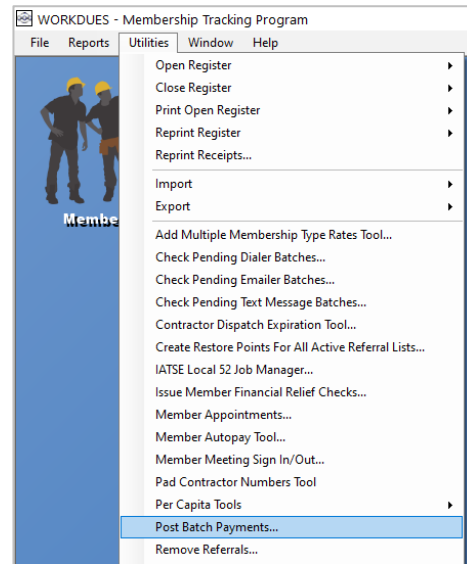 WORKDUES - Membership Tracking Program
File Reports Utilities Window Help
Open Register
Close Register
Print Open Register
Reprint Register
Reprint Receipts...
Import
Export
Membe
Add Multiple Membership Type Rates Tool...
Check Pending Dialer Batches...
Check Pending Emailer Batches...
Check Pending Text Message Batches...
Contractor Dispatch Expiration Tool...
Create Restore Points For All Active Referral Lists...
IATSE Local 52 Job Manager...
Issue Member Financial Relief Checks...
Member Appointments...
Member Autopay Tool...
Member Meeting Sign In/Out...
Pad Contractor Numbers Tool
Per Capita Tools
Post Batch Payments...
Remove Referrals...